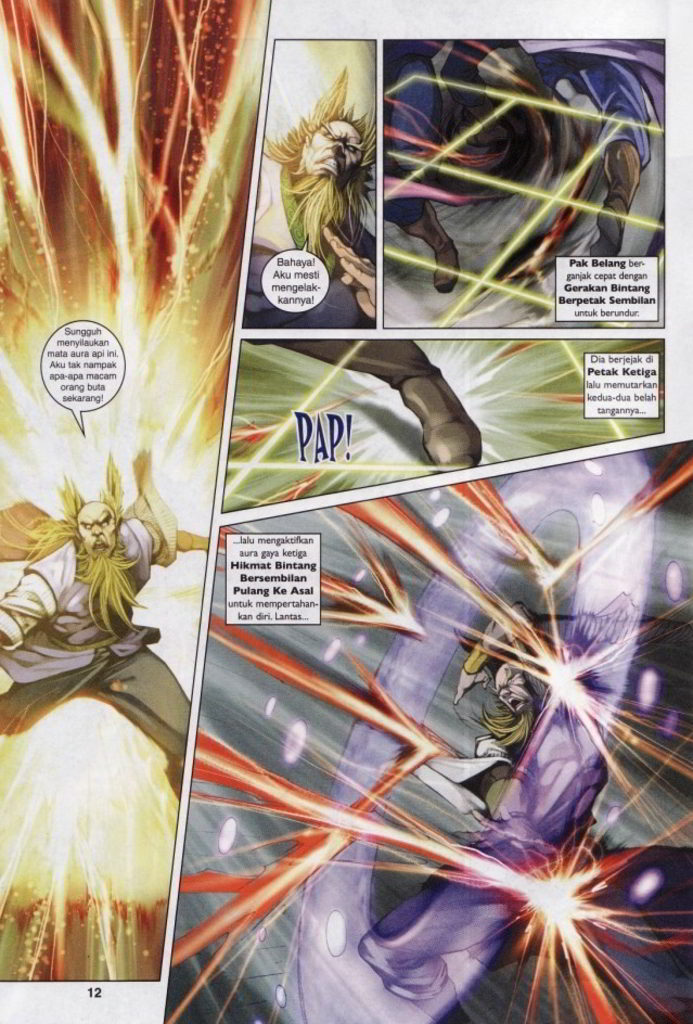 Sungguh
menyilaukan
mata aura api ini.
Aku tak nampak
apa-apa macam
orang buta
sekarang!
Bahaya!
Aku mesti
mengelak-
kannya!
Pak Belang ber-
ganjak cepat dengan
Gerakan Bintang
Berpetak Sembilan
untuk berundur.
PAP!
Dia berjejak di
Petak Ketiga
lalu memutarkan
kedua-dua belah
tangannya...
...lalu mengaktifkan
aura gaya ketiga
Hikmat Bintang
Bersembilan
Pulang Ke Asal
untuk mempertahan-
kan diri. Lantas...
12